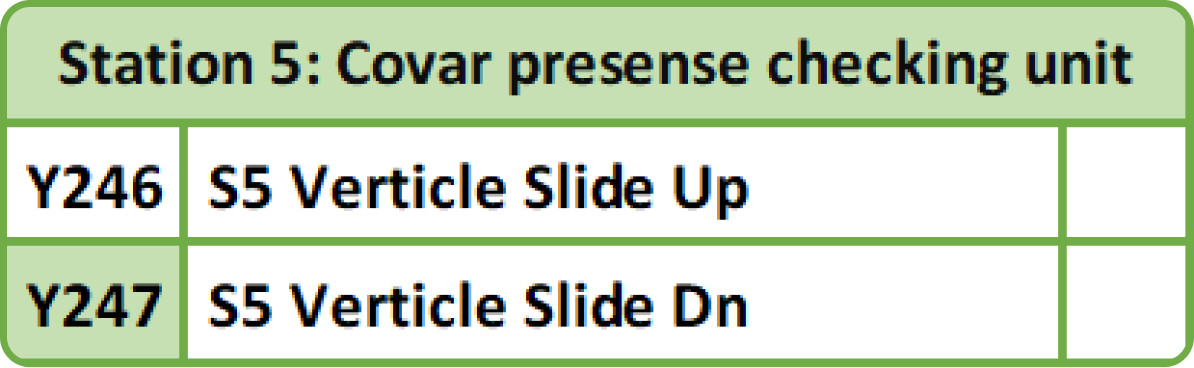 Station 5: Covar presense checking unit
Y246 S5 Verticle Slide Up
Y247 S5 Verticle Slide Dn